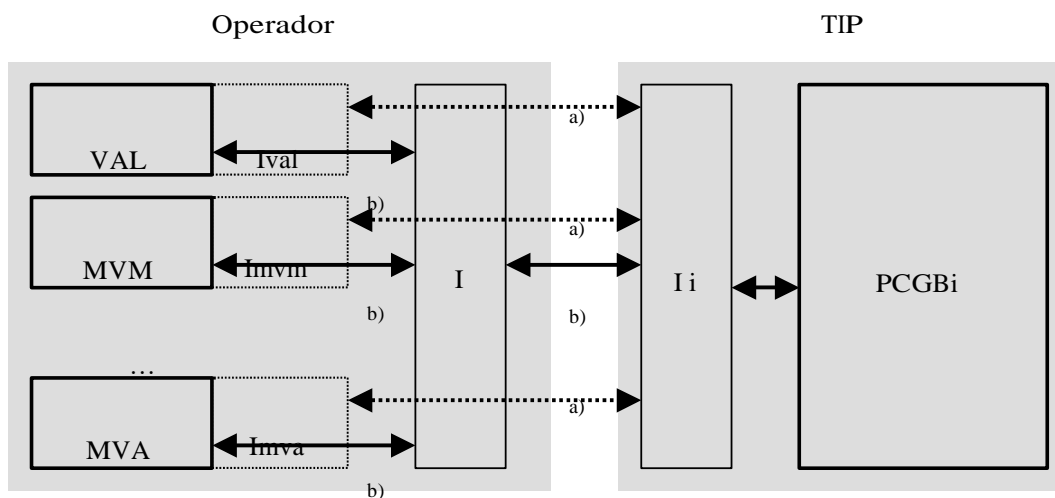 Operador TIP
a)
VAL Ival
b)
a)
MVM Imvm I I i PCGBi
b) b)
…
a)
MVA Imva
b)